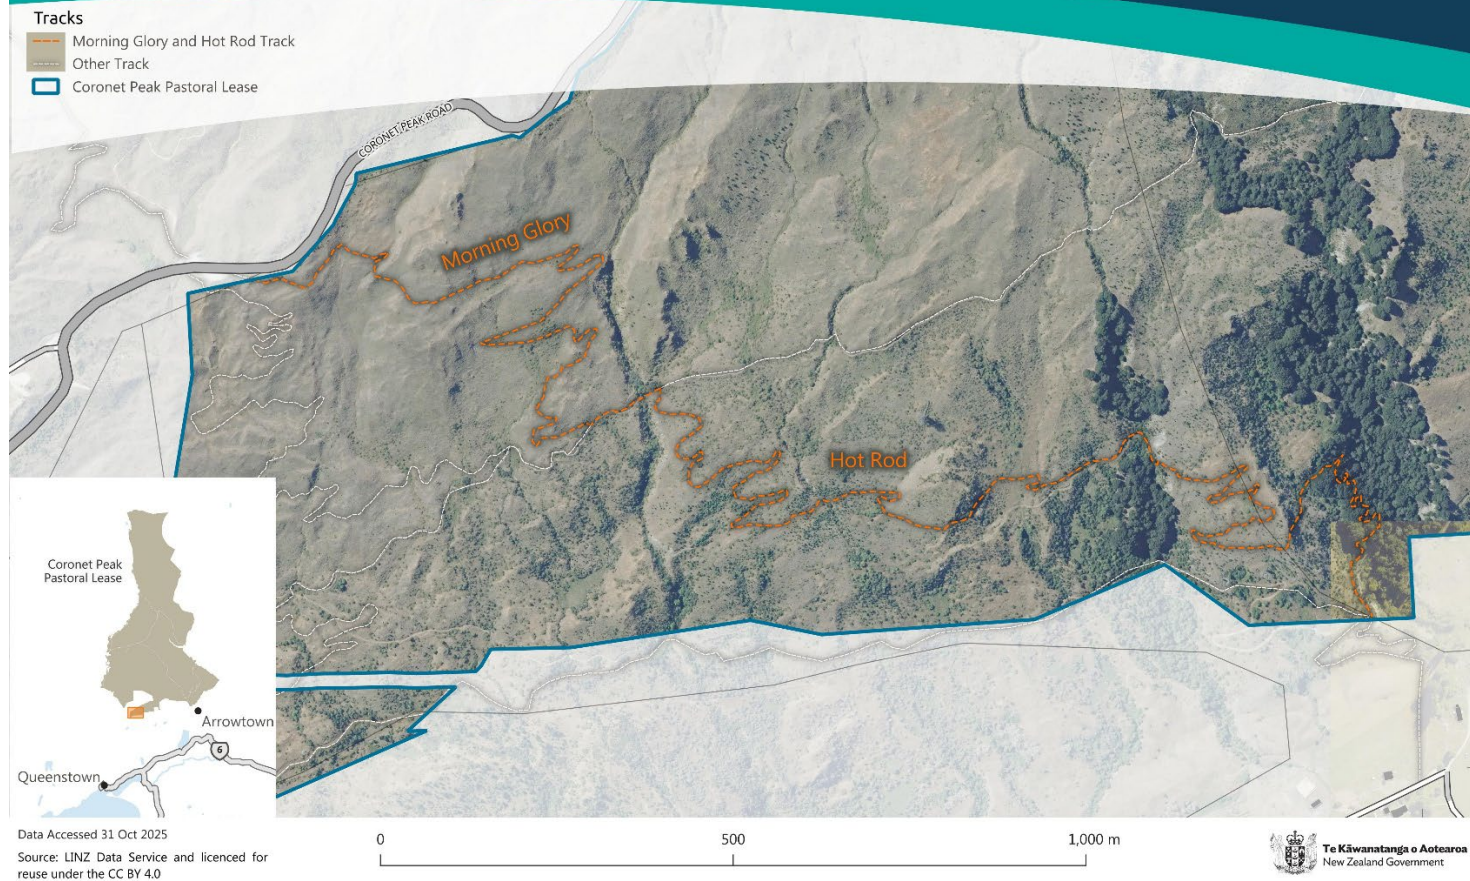 Tracks
Morning Glory and Hot Rod Track
Other Track
Coronet Peak Pastoral Lease
CORONET PEAK ROAD
Morning Glory
Hot Rod
Coronet Peak
Pastoral Lease
Arrowtown
6
Queenstown
Data Accessed 31 Oct 2025
Source: LINZ Data Service and licenced for
reuse under the CC BY 4.0
0
500
1,000 m
Te Kāwanatanga o Aotearoa
New Zealand Government